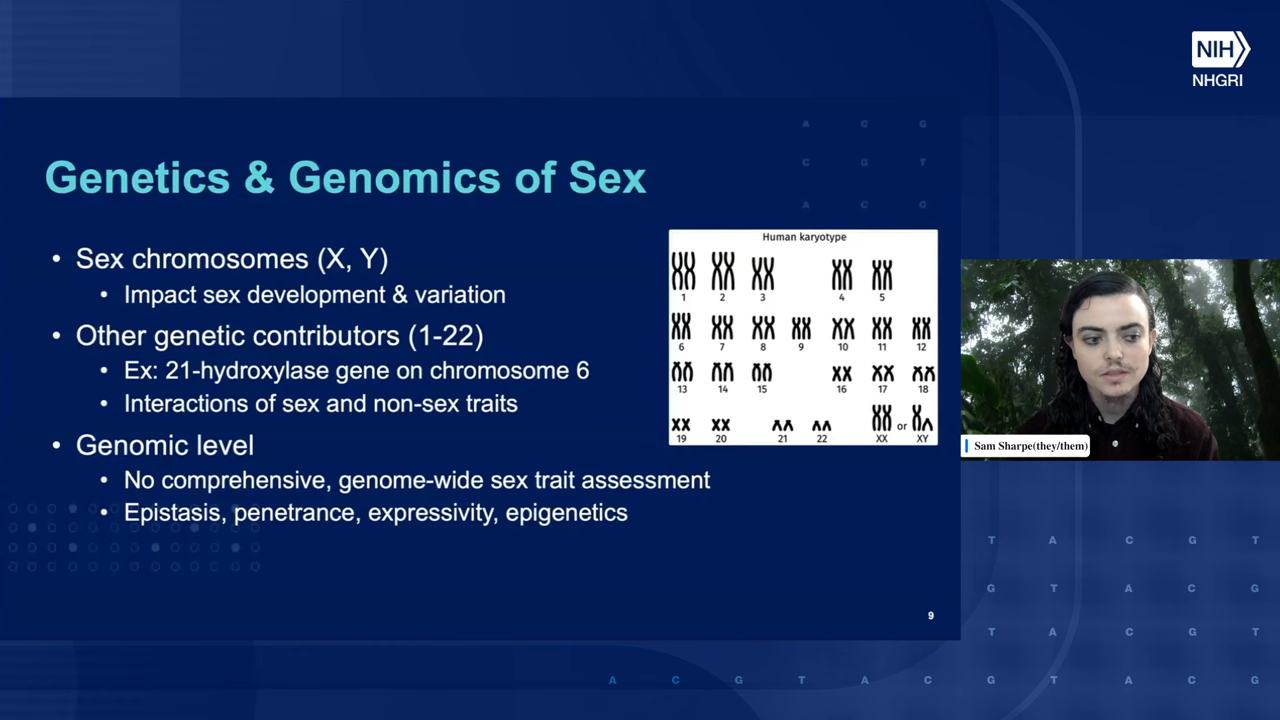 NIH
NHGRI
A C G
C G T
A C G
Genetics & Genomics of Sex
• Sex chromosomes (X, Y)
• Impact sex development & variation
• Other genetic contributors (1-22)
• Ex: 21-hydroxylase gene on chromosome 6
• Interactions of sex and non-sex traits
• Genomic level
• No comprehensive, genome-wide sex trait assessment
• Epistasis, penetrance, expressivity, epigenetics
Human karyotype
1 2 3 4 5
6 7 8 9 10 11 12
13 14 15 16 17 18
or
19 20 21 22 XX XY
Sam Sharpe(they/them)
9
T A C G T
G T A C G
T A C G T
A C G T A C G T A C G